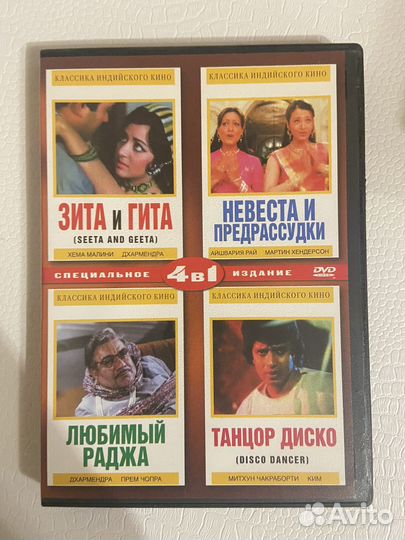 КЛАССИКА ИНДИЙСКОГО КИНО
ЗИТА И ГИТА
(SEETA AND GEETA)
ХЕМА МАЛИНИ ДХАРМЕНДРА
КЛАССИКА ИНДИЙСКОГО КИНО
НЕВЕСТА И
ПРЕДРАССУДКИ
АЙШВАРИЯ РАЙ МАРТИН ХЕНДЕРСОН
СПЕЦИАЛЬНОЕ 4 в 1 ИЗДАНИЕ DVD
КЛАССИКА ИНДИЙСКОГО КИНО
ЛЮБИМЫЙ
РАДЖА
ДХАРМЕНДРА ПРЕМ ЧОПРА
КЛАССИКА ИНДИЙСКОГО КИНО
ТАНЦОР ДИСКО
(DISCO DANCER)
МИТХУН ЧАКРАБОРТИ КИМ
Avito